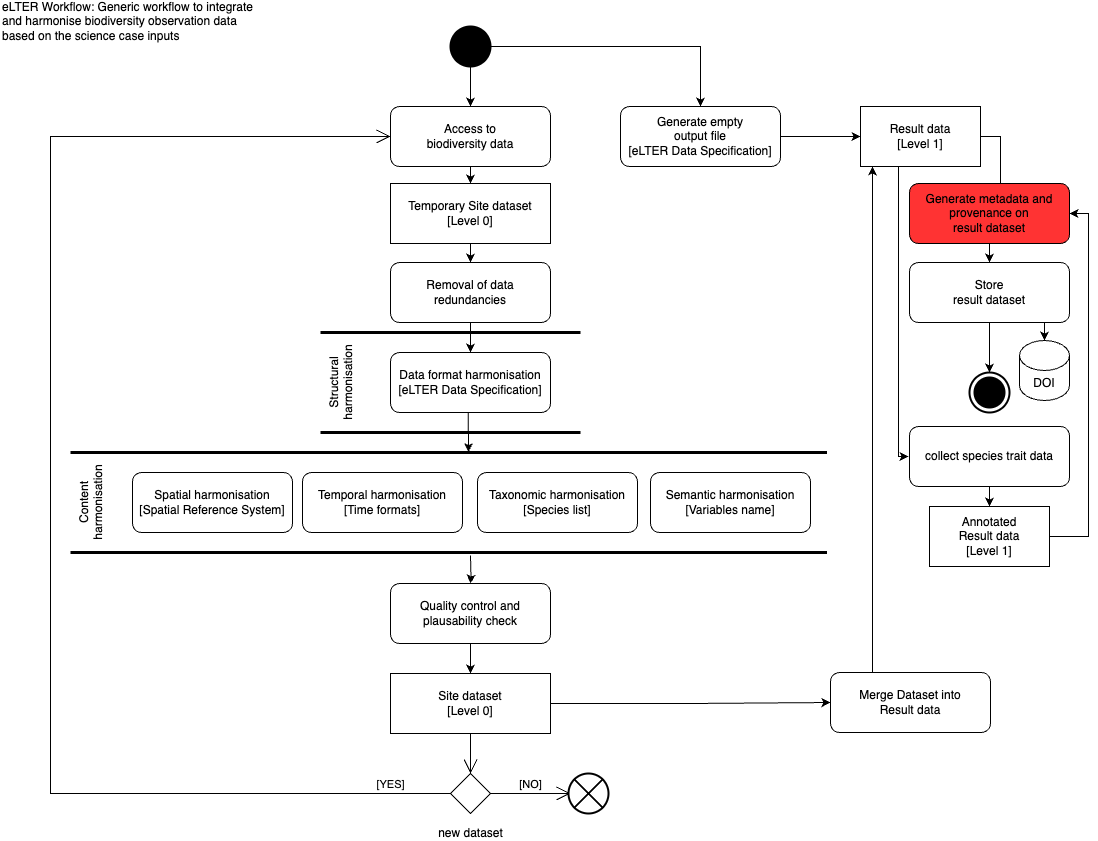 eLTER Workflow: Generic workflow to integrate
and harmonise biodiversity observation data
based on the science case inputs
Access to
biodiversity data
Generate empty
output file
[eLTER Data Specification]
Result data
[Level 1]
Temporary Site dataset
[Level 0]
Generate metadata and
provenance on
result dataset
Removal of data
redundancies
Store
result dataset
Structural
harmonisation
Data format harmonisation
[eLTER Data Specification]
DOI
collect species trait data
Content
harmonisation
Spatial harmonisation
[Spatial Reference System]
Temporal harmonisation
[Time formats]
Taxonomic harmonisation
[Species list]
Semantic harmonisation
[Variables name]
Annotated
Result data
[Level 1]
Quality control and
plausability check
Site dataset
[Level 0]
Merge Dataset into
Result data
[YES]
[NO]
new dataset